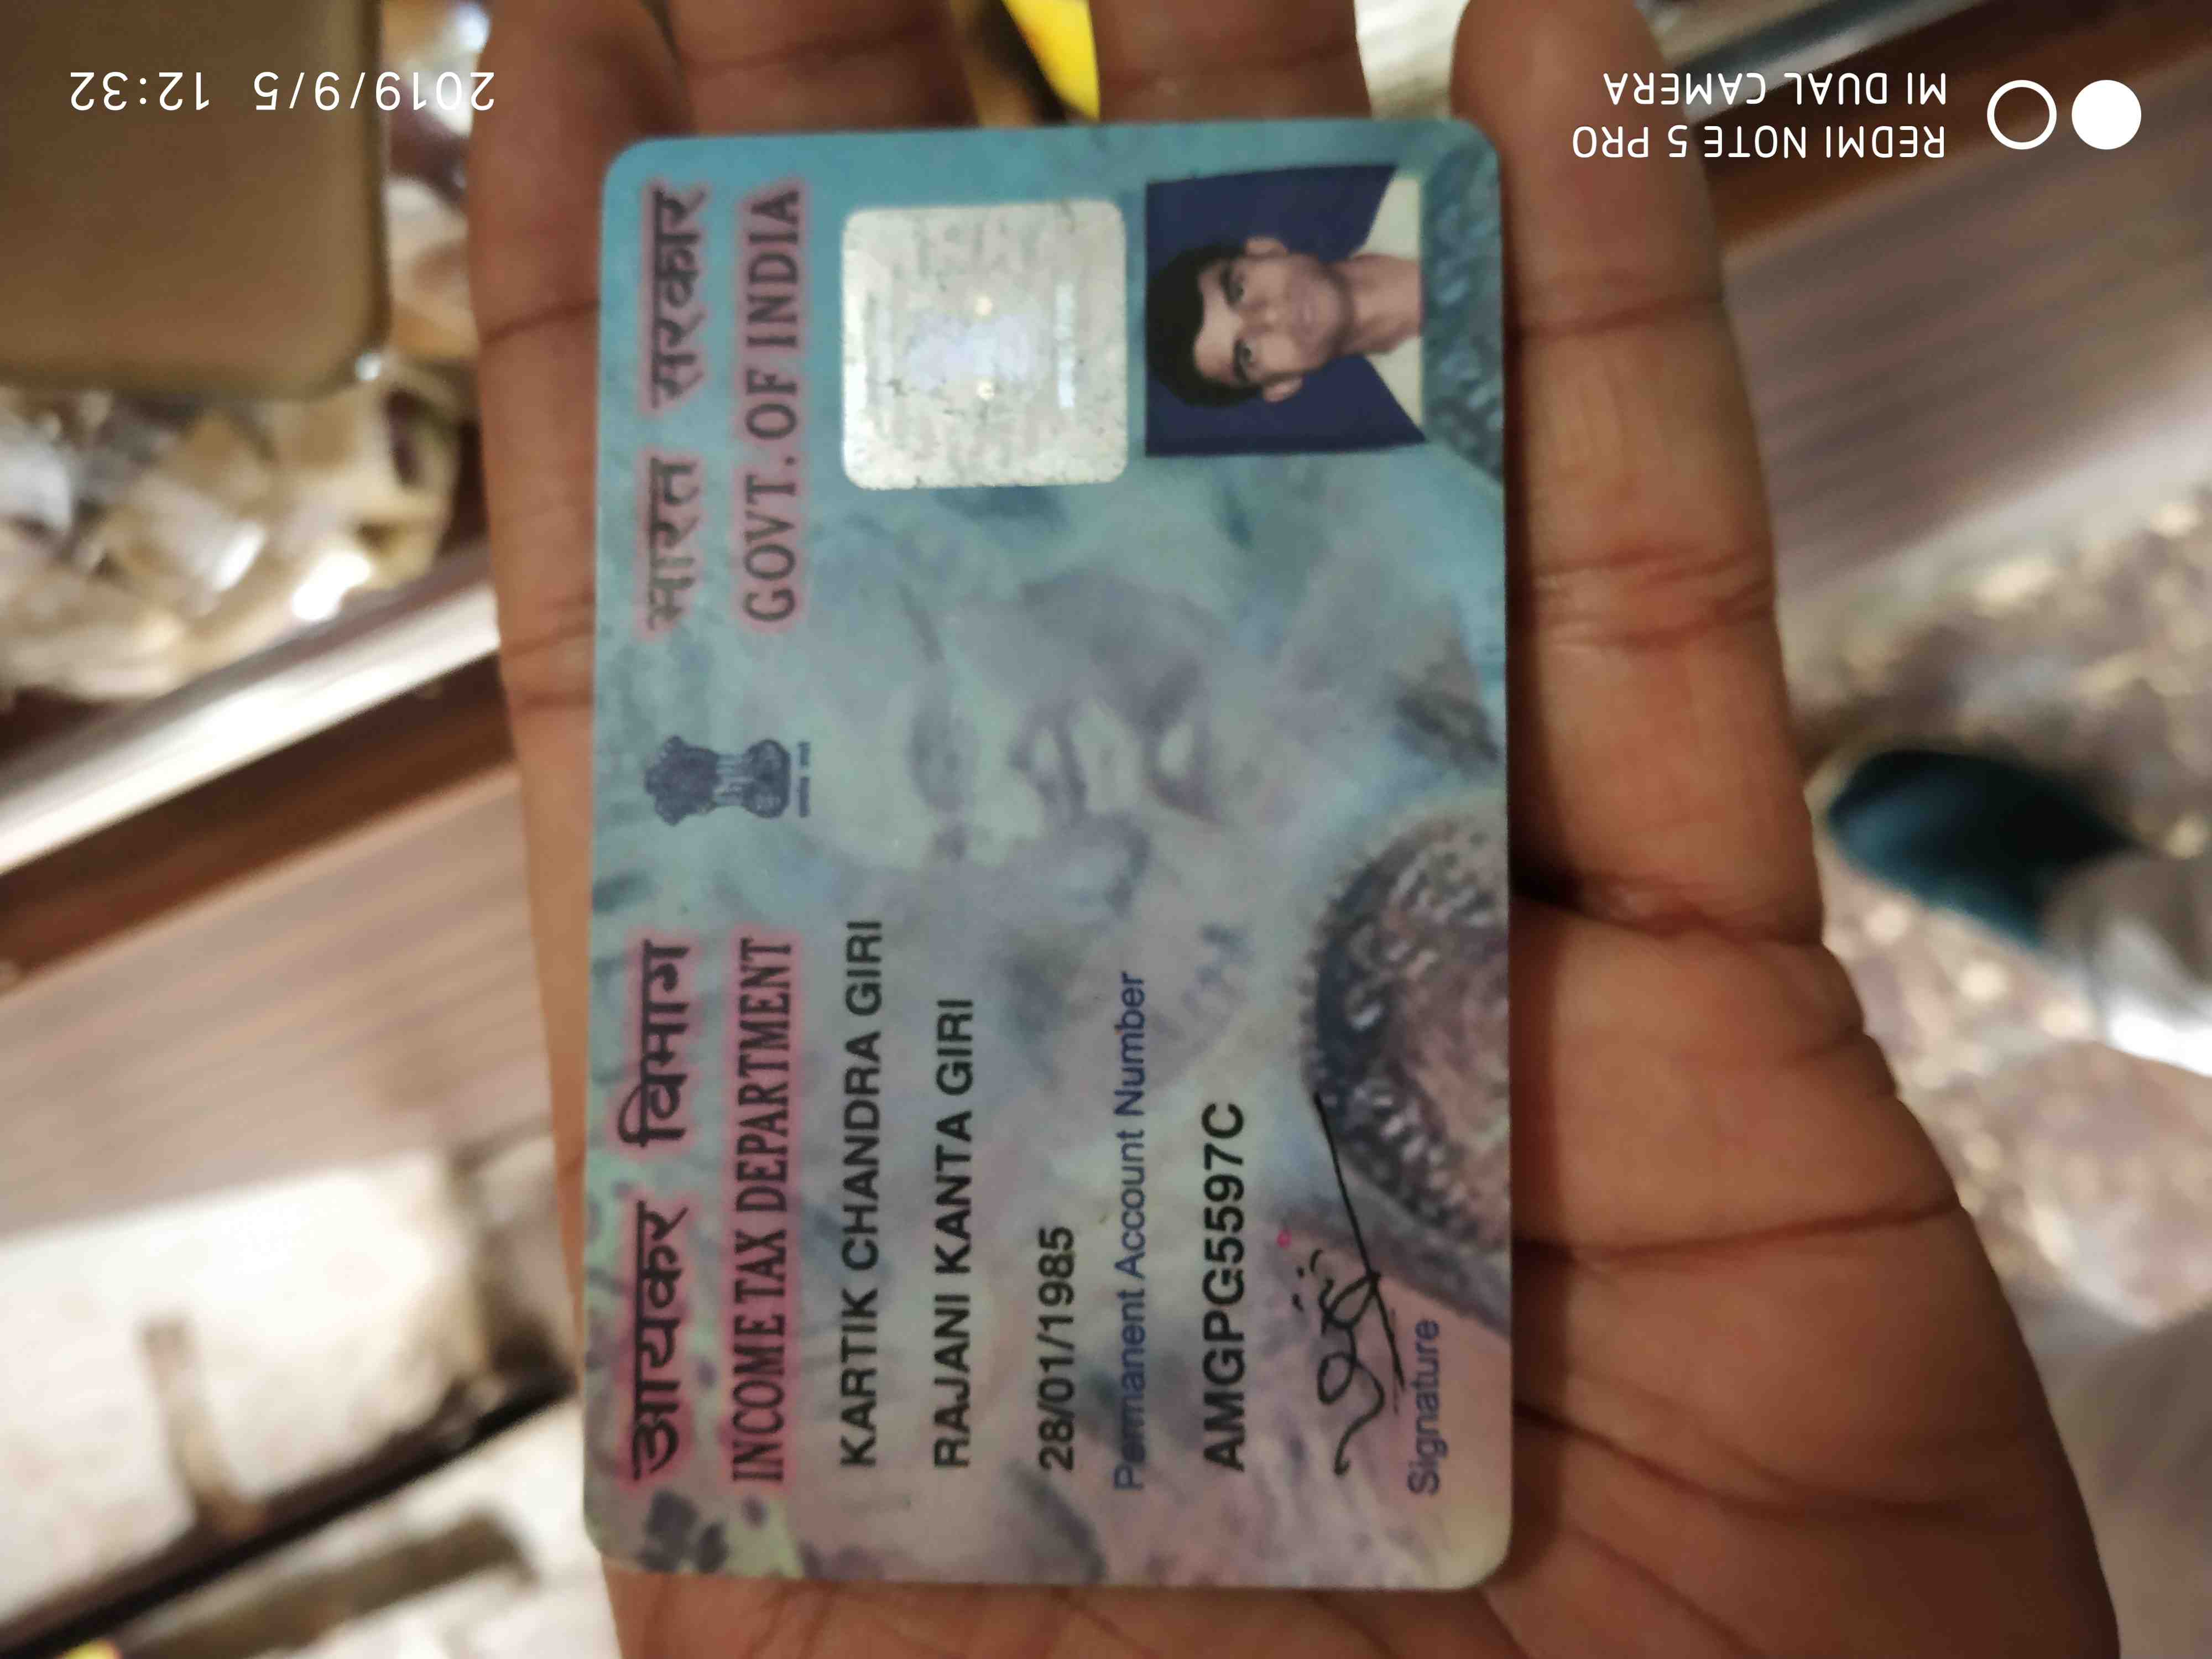 आयकर विभाग
INCOME TAX DEPARTMENT
भारत सरकार
GOVT. OF INDIA
KARTIK CHANDRA GIRI
RAJANI KANTA GIRI
28/01/1985
Permanent Account Number
AMGPG5597C
Signature
REDMI NOTE 5 PRO
MI DUAL CAMERA
2019/9/5 12:32